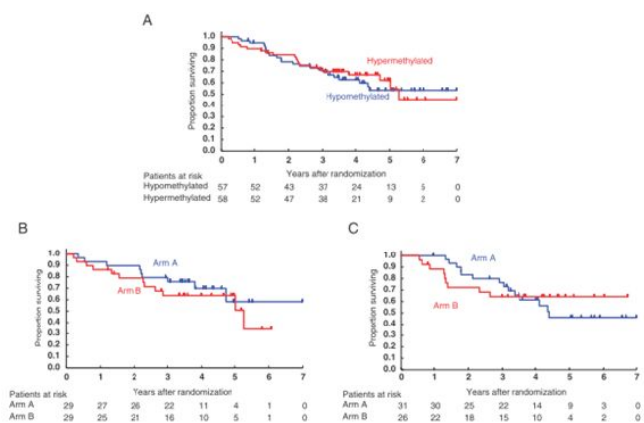 A
1.0
0.9
0.8
0.7
0.6
0.5
0.4
0.3
0.2
0.1
0.0
Proportion surviving
Hypermethylated
Hypomethylated
0 1 2 3 4 5 6 7
Patients at risk
Years after randomization
Hypomethylated 57 52 43 37 24 13 0
Hypermethylated 58 52 47 38 21 9 2 0
B
1.0
0.9
0.8
0.7
0.6
0.5
0.4
0.3
0.2
0.1
0.0
Proportion surviving
Arm A
Arm B
0 1 2 3 4 5 6 7
Patients at risk
Years after randomization
Arm A 29 27 26 22 11 4 1 0
Arm B 29 25 21 16 10 5 1 0
C
1.0
0.9
0.8
0.7
0.6
0.5
0.4
0.3
0.2
0.1
0.0
Proportion surviving
Arm A
Arm B
0 1 2 3 4 5 6 7
Patients at risk
Years after randomization
Arm A 31 30 25 22 14 9 3 0
Arm B 26 22 18 15 10 4 2 0